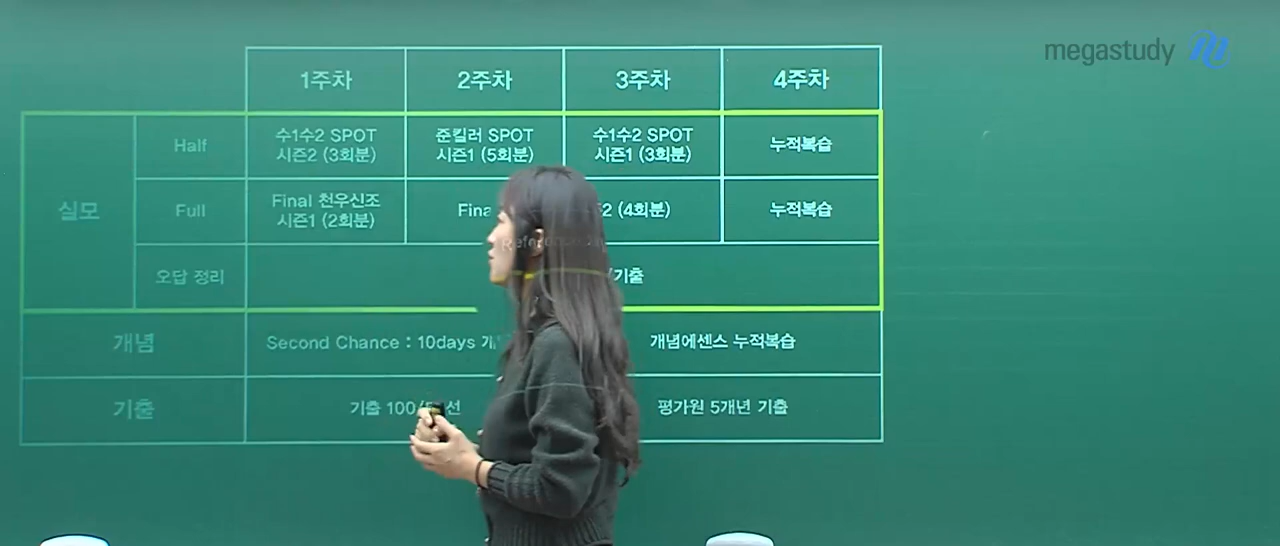 megastudy
1주차 2주차 3주차 4주차
실모
Half
수1수2 SPOT
시즌2 (3회분)
준킬러 SPOT
시즌1 (5회분)
수1수2 SPOT
시즌1 (3회분)
누적복습
Full
Final 천우신조
시즌1 (2회분)
(4회분)
누적복습
오답 정리
기출
개념
Second Chance : 10days
개념에센스 누적복습
기출
기출
선
평가원 5개년 기출